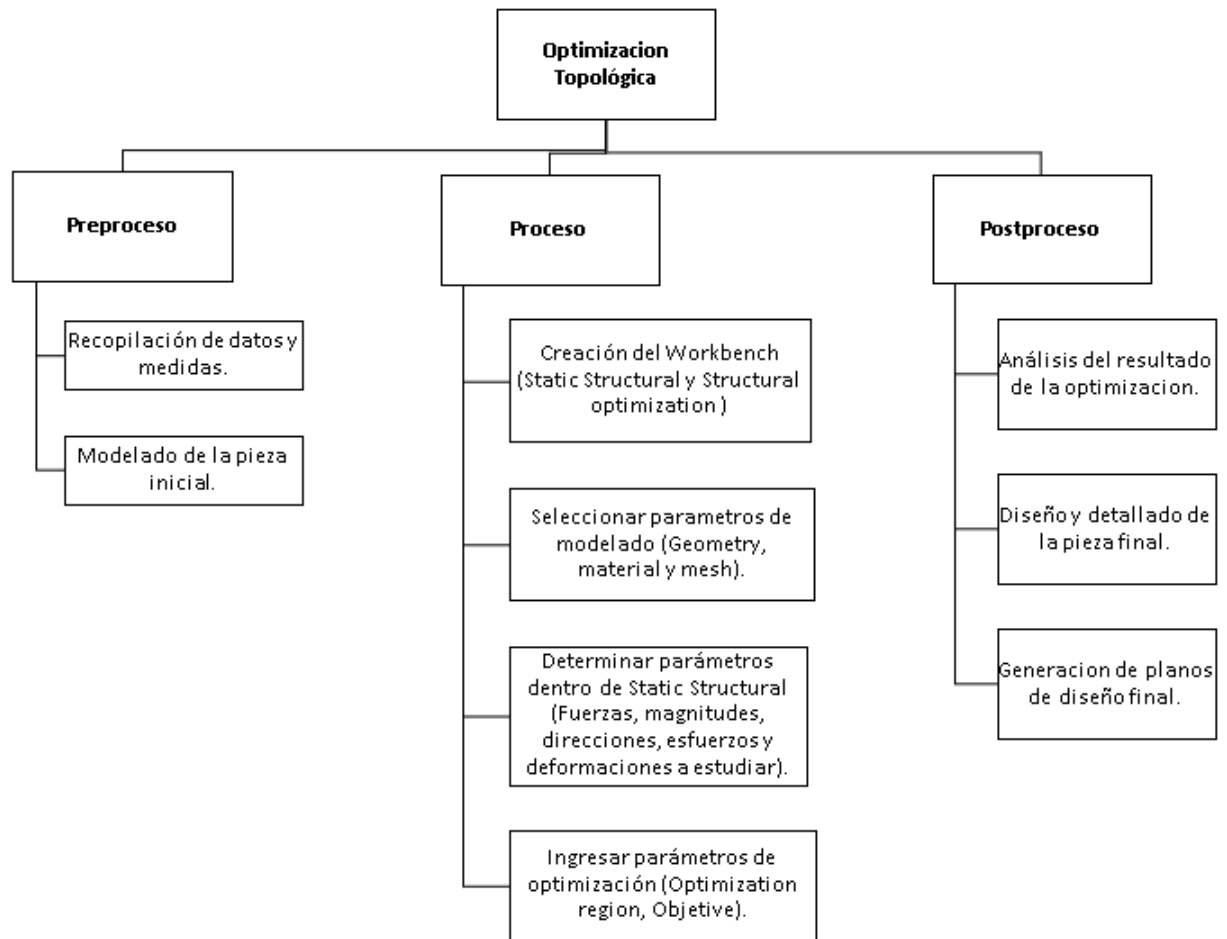 Optimizacion
Topológica
Preproceso
Recopilación de datos y
medidas.
Modelado de la pieza
inicial.
Proceso
Creación del Workbench
(Static Structural y Structural
optimization )
Seleccionar parametros de
modelado (Geometry,
material y mesh).
Determinar parámetros
dentro de Static Structural
(Fuerzas, magnitudes,
direcciones, esfuerzos y
deformaciones a estudiar).
Ingresar parámetros de
optimización (Optimization
region, Objetive).
Postproceso
Análisis del resultado
de la optimizacion.
Diseño y detallado de
la pieza final.
Generacion de planos
de diseño final.